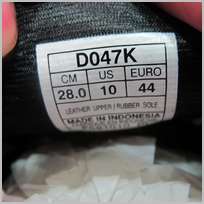 D047K
CM US EURO
28.0 10 44
LEATHER UPPER / RUBBER SOLE
MADE IN INDONESIA